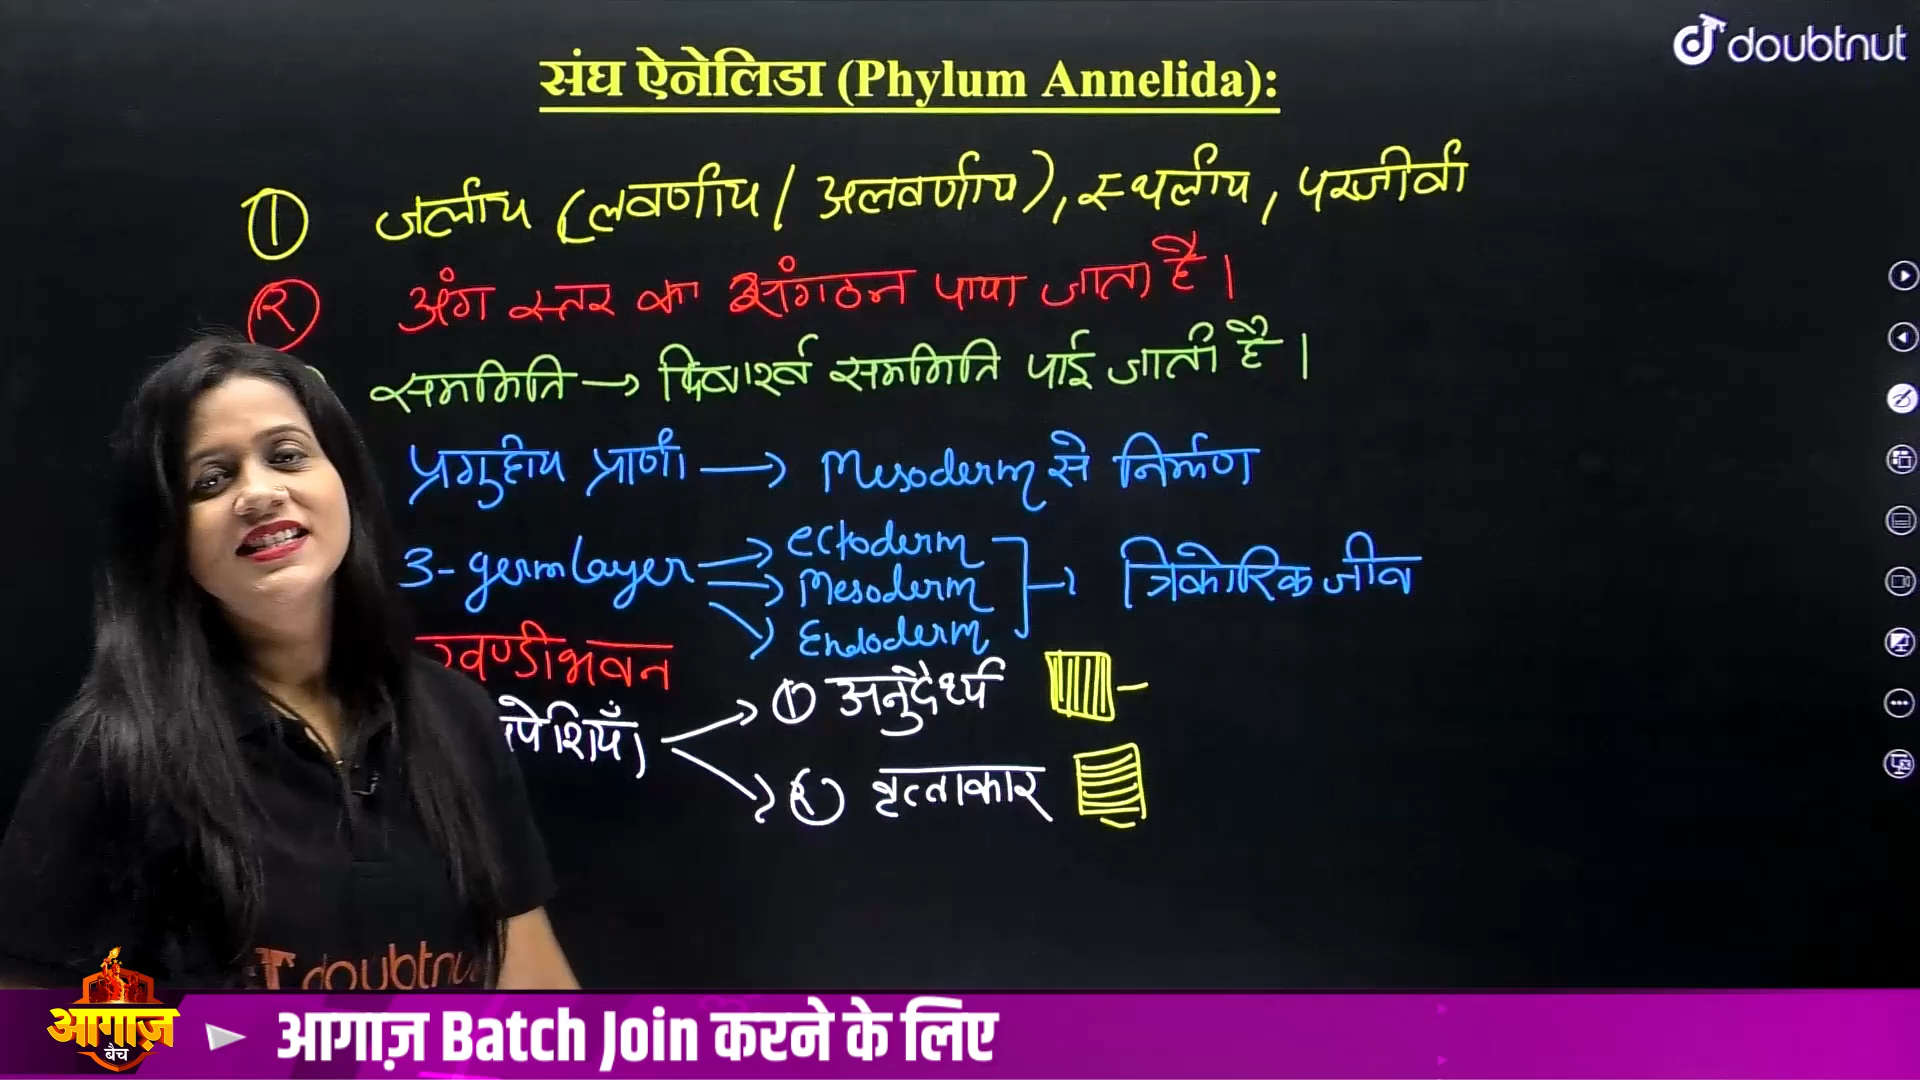 doubtnut
संघ ऐनेलिडा (Phylum Annelida):
① जलीय (लवणीय / अलवणीय), स्थलीय, परजीवी
② अंग स्तर का संगठन पाया जाता है।
सममिति → द्विपार्श्व सममिति पाई जाती है।
प्रगुहीय प्राणी → Mesoderm से निर्माण
3-germ layer → ectoderm
→ Mesoderm → त्रिकोरिक जीव
→ Endoderm
खण्डीभवन
पेशियाँ → ① अनुदैर्ध्य
→ ② वृत्ताकार
doubtnut
आगाज़ बैच
आगाज़ Batch Join करने के लिए